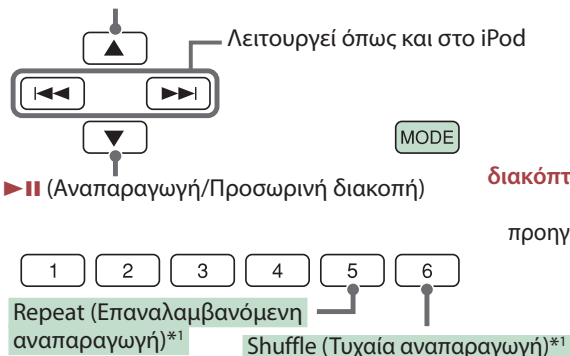 Λειτουργεί όπως και στο iPod
MODE
►II (Αναπαραγωγή/Προσωρινή διακοπή)
διακόπτ
προηγ
1 2 3 4 5 6
Repeat (Επαναλαμβανόμενη
αναπαραγωγή)*1
Shuffle (Τυχαία αναπαραγωγή)*1